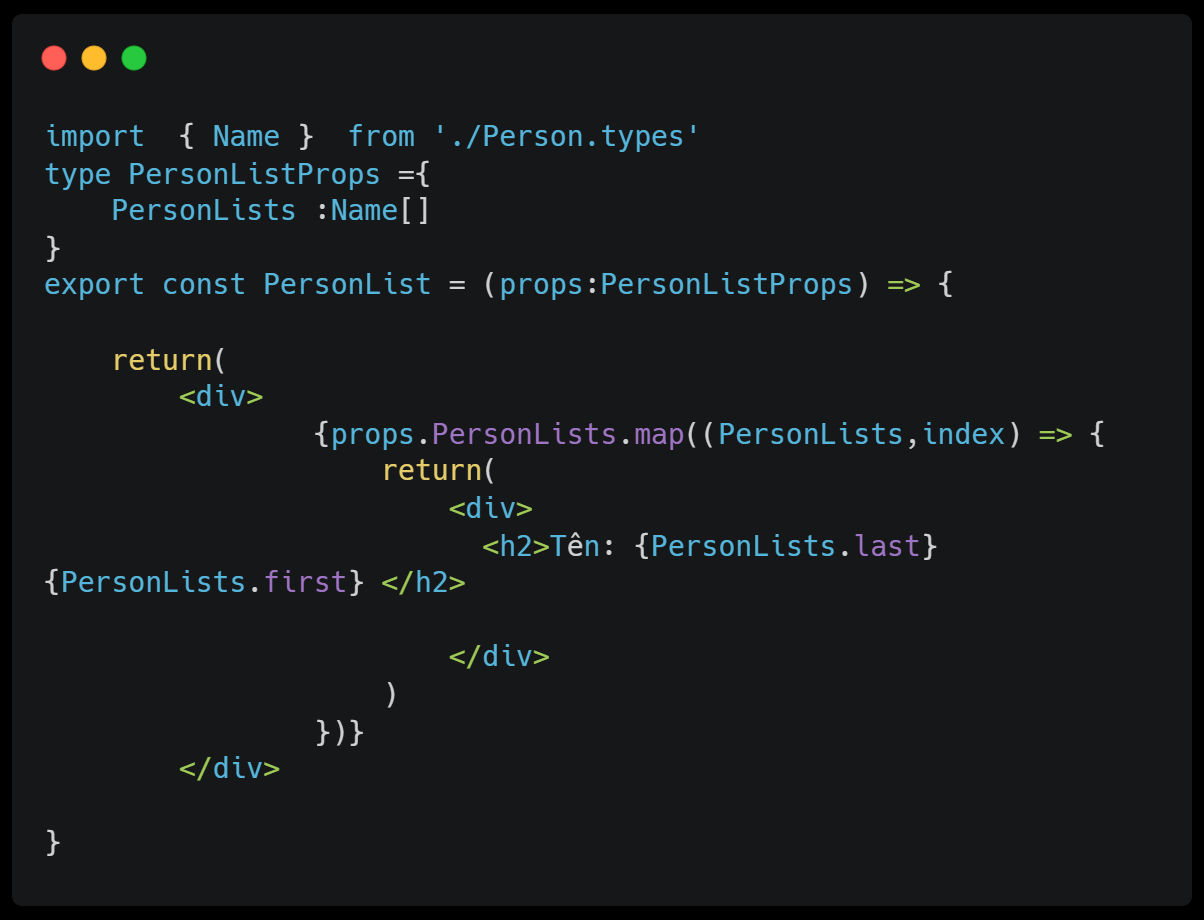 import  { Name }  from './Person.types'
type PersonListProps ={
    PersonLists :Name[]
}
export const PersonList = (props:PersonListProps) => {

    return(
        <div>
                {props.PersonLists.map((PersonLists,index) => {
                    return(
                        <div>
                          <h2>Tên: {PersonLists.last}
{PersonLists.first} </h2>

                        </div>
                    )
                })}
        </div>

}